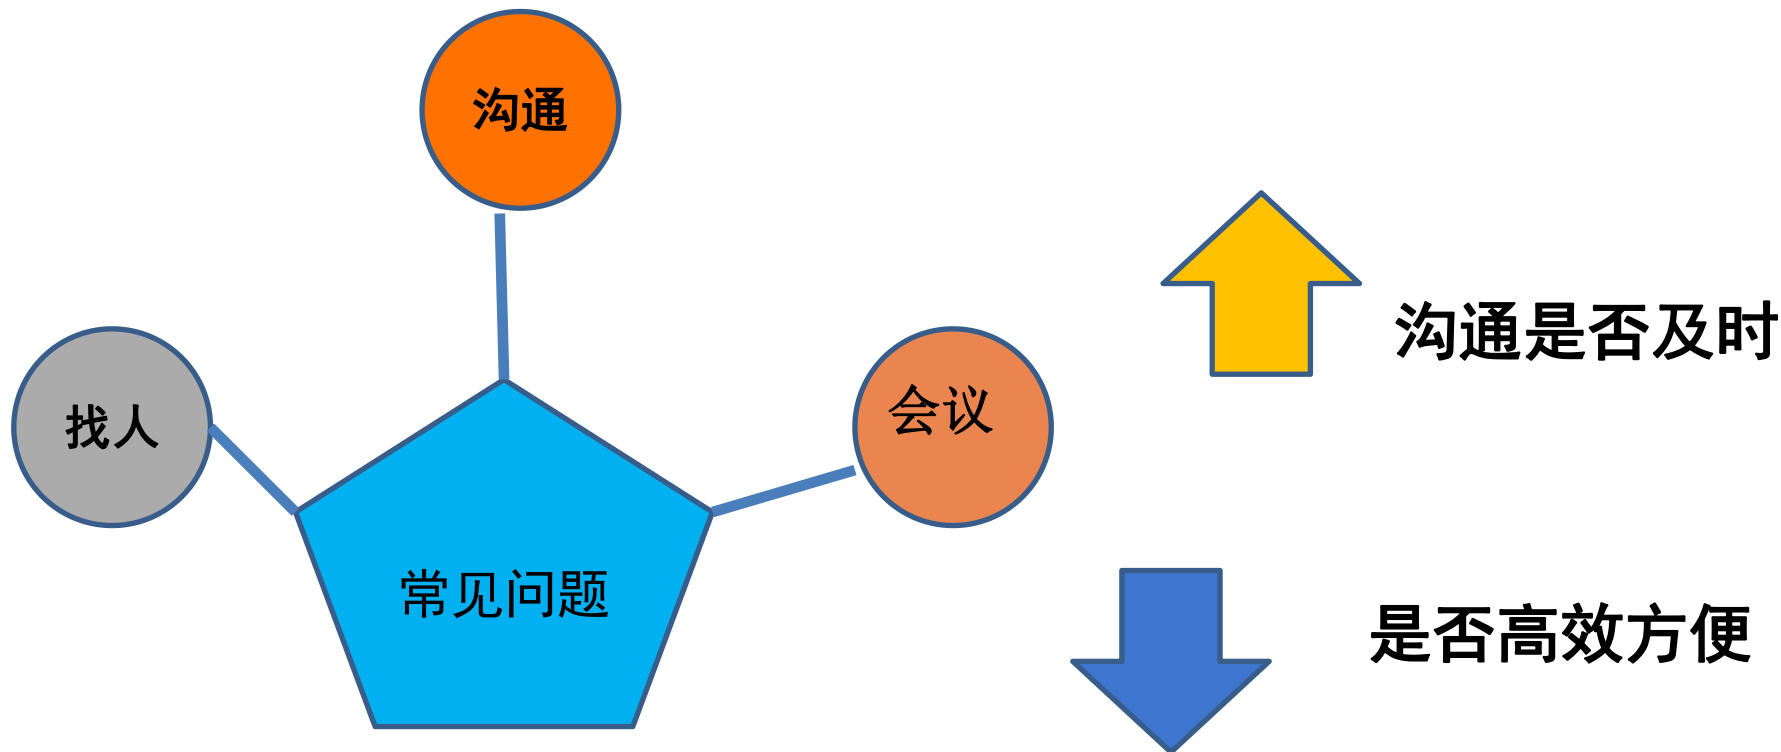 沟通
找人
会议
常见问题
沟通是否及时
是否高效方便